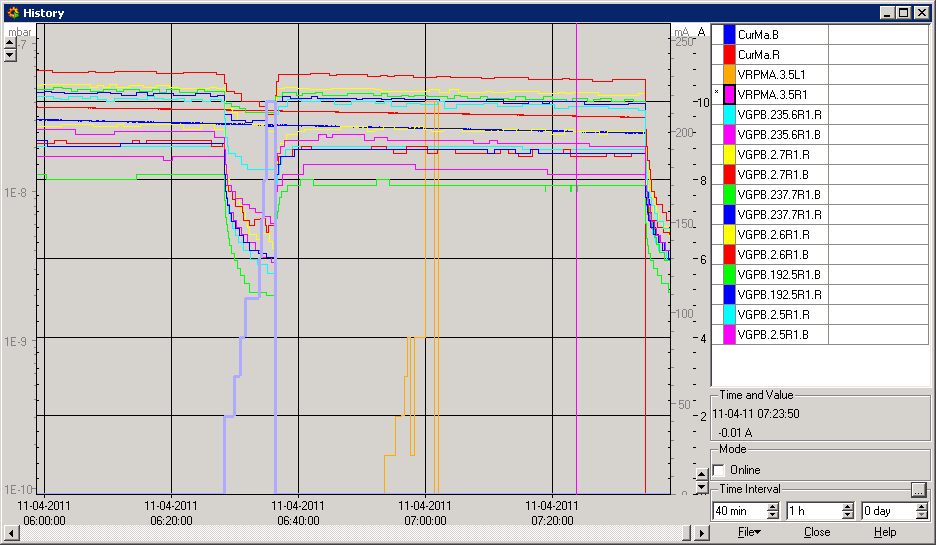 History
mbar
mA
A
-7
1E-8
1E-9
1E-10
250
200
150
100
50
0
10
8
6
4
2
11-04-2011
06:00:00
11-04-2011
06:20:00
11-04-2011
06:40:00
11-04-2011
07:00:00
11-04-2011
07:20:00
CurMa.B
CurMa.R
VRPMA.3.5L1
* VRPMA.3.5R1
VGPB.235.6R1.R
VGPB.235.6R1.B
VGPB.2.7R1.R
VGPB.2.7R1.B
VGPB.237.7R1.B
VGPB.237.7R1.R
VGPB.2.6R1.R
VGPB.2.6R1.B
VGPB.192.5R1.B
VGPB.192.5R1.R
VGPB.2.5R1.R
VGPB.2.5R1.B
Time and Value
11-04-11 07:23:50
-0.01 A
Mode
Online
Time Interval
...
40 min 1 h 0 day
File Close Help